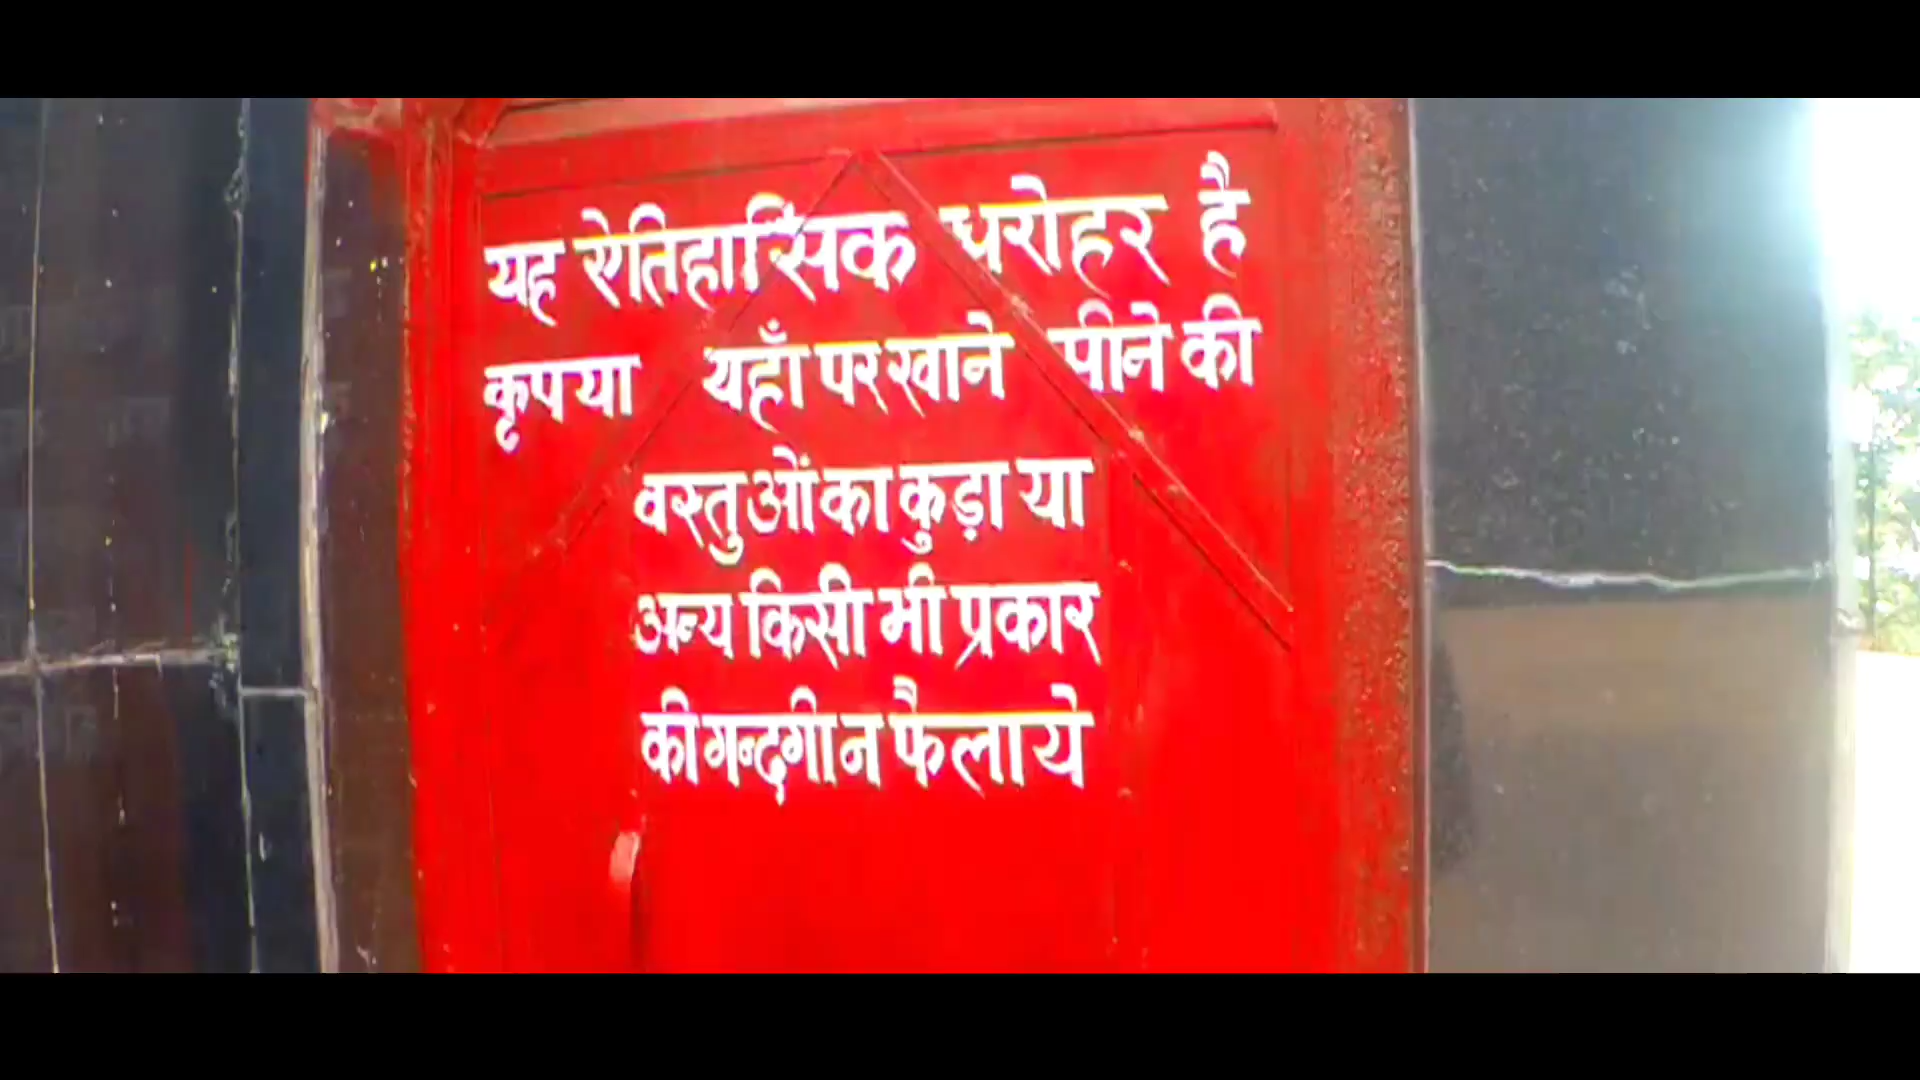 यह ऐतिहासिक धरोहर है
कृपया यहाँ पर खाने पीने की
वस्तुओं का कुड़ा या
अन्य किसी भी प्रकार
की गन्दगी न फैलाये